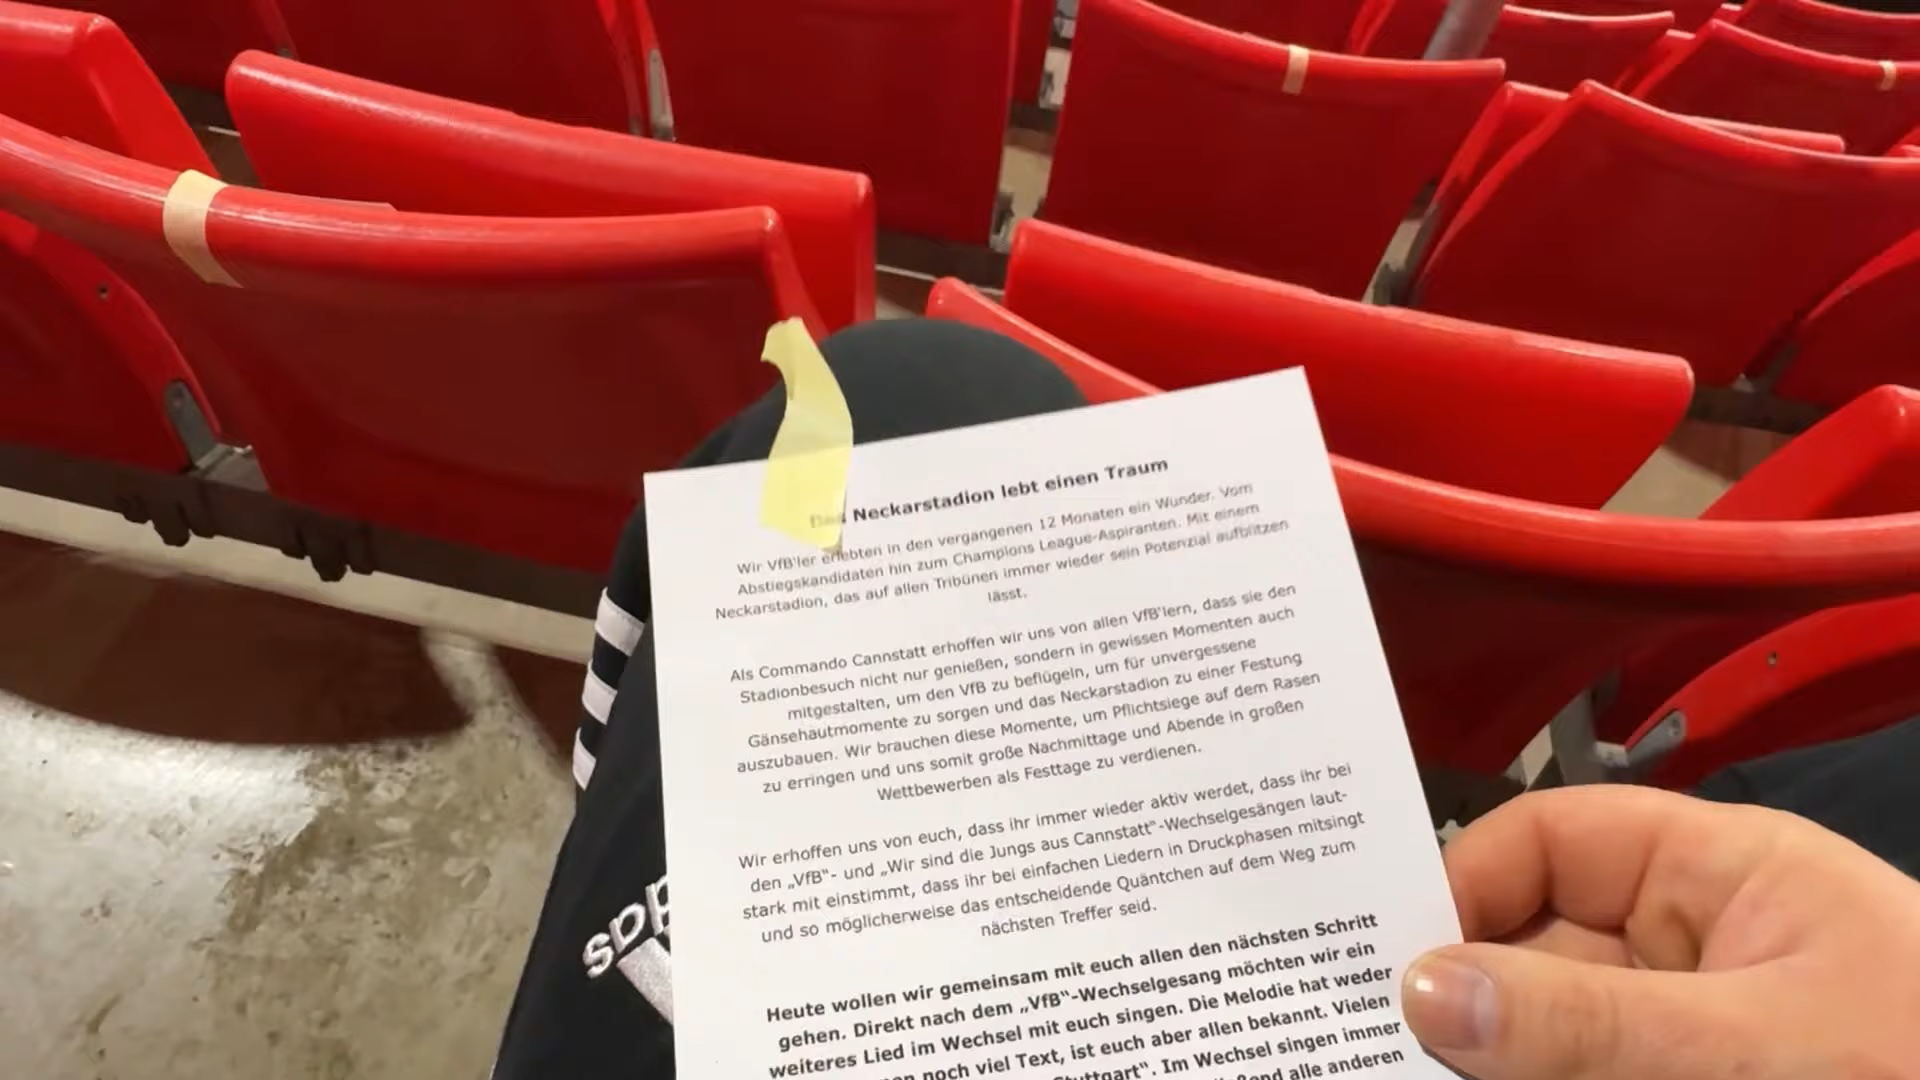 Das Neckarstadion lebt einen Traum
Wir VfB'ler erlebten in den vergangenen 12 Monaten ein Wunder. Vom
Abstiegskandidaten hin zum Champions League-Aspiranten. Mit einem
Neckarstadion, das auf allen Tribünen immer wieder sein Potenzial aufblitzen
lässt.
Als Commando Cannstatt erhoffen wir uns von allen VfB'lern, dass sie den
Stadionbesuch nicht nur genießen, sondern in gewissen Momenten auch
mitgestalten, um den VfB zu beflügeln, um für unvergessene
Gänsehautmomente zu sorgen und das Neckarstadion zu einer Festung
auszubauen. Wir brauchen diese Momente, um Pflichtsiege auf dem Rasen
zu erringen und uns somit große Nachmittage und Abende in großen
Wettbewerben als Festtage zu verdienen.
Wir erhoffen uns von euch, dass ihr immer wieder aktiv werdet, dass ihr bei
den „VfB"- und „Wir sind die Jungs aus Cannstatt"-Wechselgesängen laut-
stark mit einstimmt, dass ihr bei einfachen Liedern in Druckphasen mitsingt
und so möglicherweise das entscheidende Quäntchen auf dem Weg zum
nächsten Treffer seid.
Heute wollen wir gemeinsam mit euch allen den nächsten Schritt
gehen. Direkt nach dem „VfB"-Wechselgesang möchten wir ein
weiteres Lied im Wechsel mit euch singen. Die Melodie hat weder
noch viel Text, ist euch aber allen bekannt. Vielen
Stuttgart". Im Wechsel singen immer
alle anderen